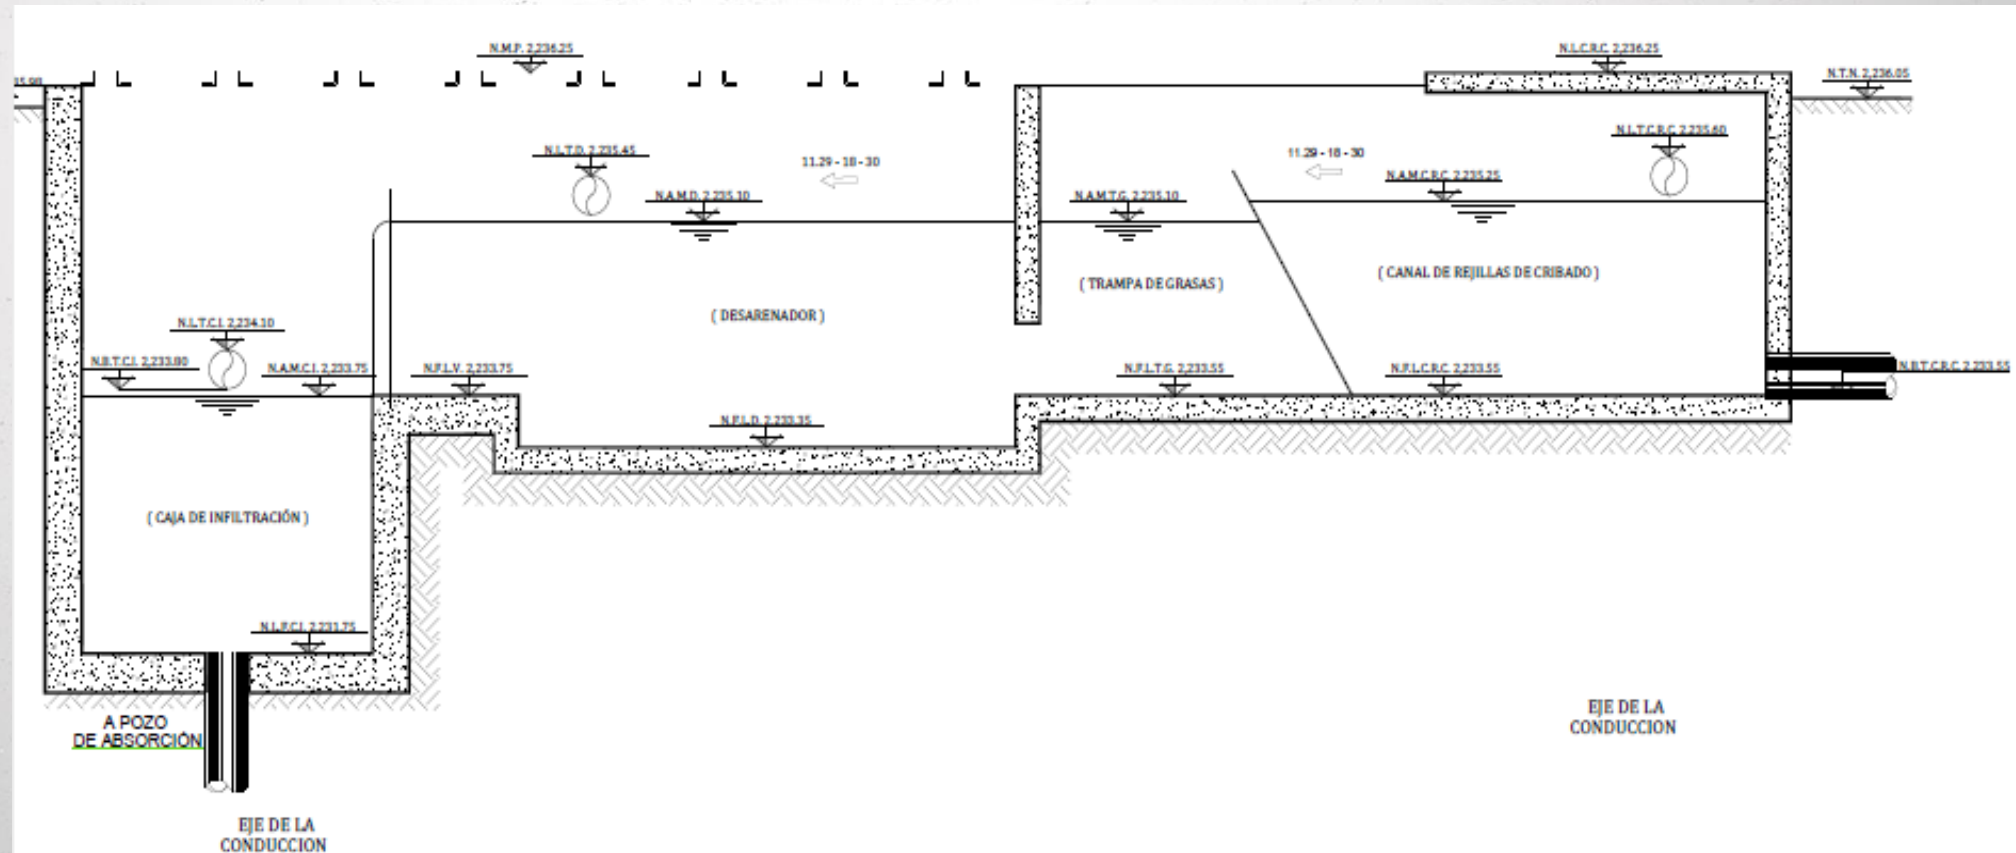 N.M.P. 2,236.25
N.L.C.R.C. 2,236.25
N.T.N. 2,236.05
N.L.T.D. 2,235.45
11.29 - 18 - 30
11.29 - 18 - 30
N.L.T.C.R.C. 2,235.60
N.A.M.D. 2,235.10
N.A.M.T.G. 2,235.10
N.A.M.C.R.C. 2,235.25
( TRAMPA DE GRASAS )
( CANAL DE REJILLAS DE CRIBADO )
( DESARENADOR )
N.L.T.C.I. 2,234.10
N.B.T.C.I. 2,233.80
N.A.M.C.I. 2,233.75
N.F.L.V. 2,233.75
N.F.L.T.G. 2,233.55
N.F.L.C.R.C. 2,233.55
N.B.T.C.R.C. 2,233.55
N.F.L.D. 2,233.35
( CAJA DE INFILTRACIÓN )
N.L.F.C.I. 2,231.75
A POZO
DE ABSORCIÓN
EJE DE LA
CONDUCCION
EJE DE LA
CONDUCCION